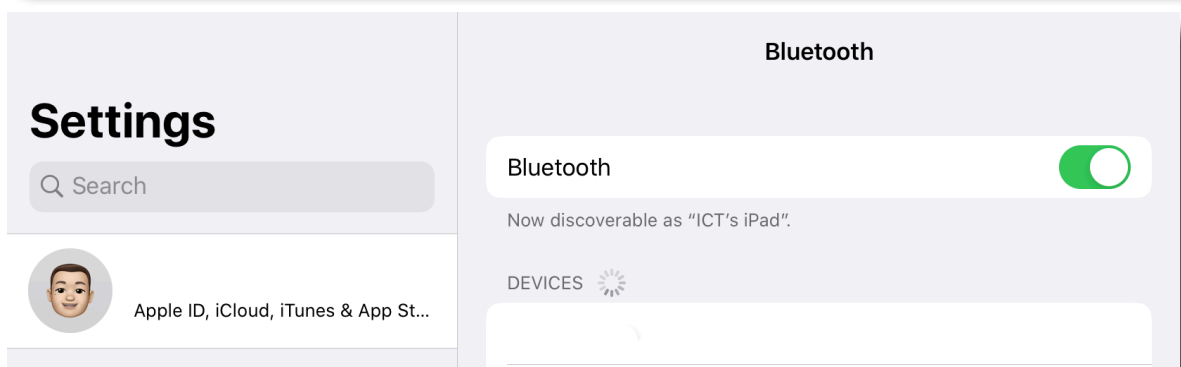 Settings
Search
Apple ID, iCloud, iTunes & App St...
Bluetooth
Bluetooth
Now discoverable as “ICT’s iPad”.
DEVICES